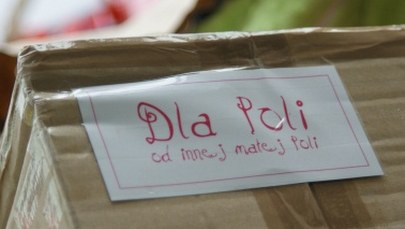 Dla Poli
od innej małej Poli